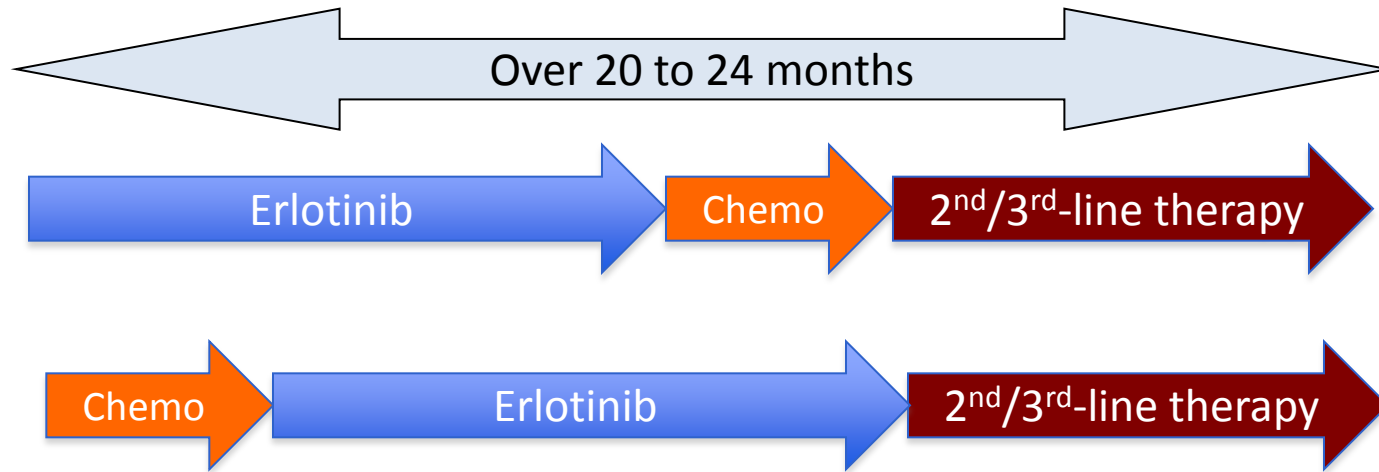 Over 20 to 24 months
Erlotinib Chemo 2nd/3rd-line therapy
Chemo Erlotinib 2nd/3rd-line therapy